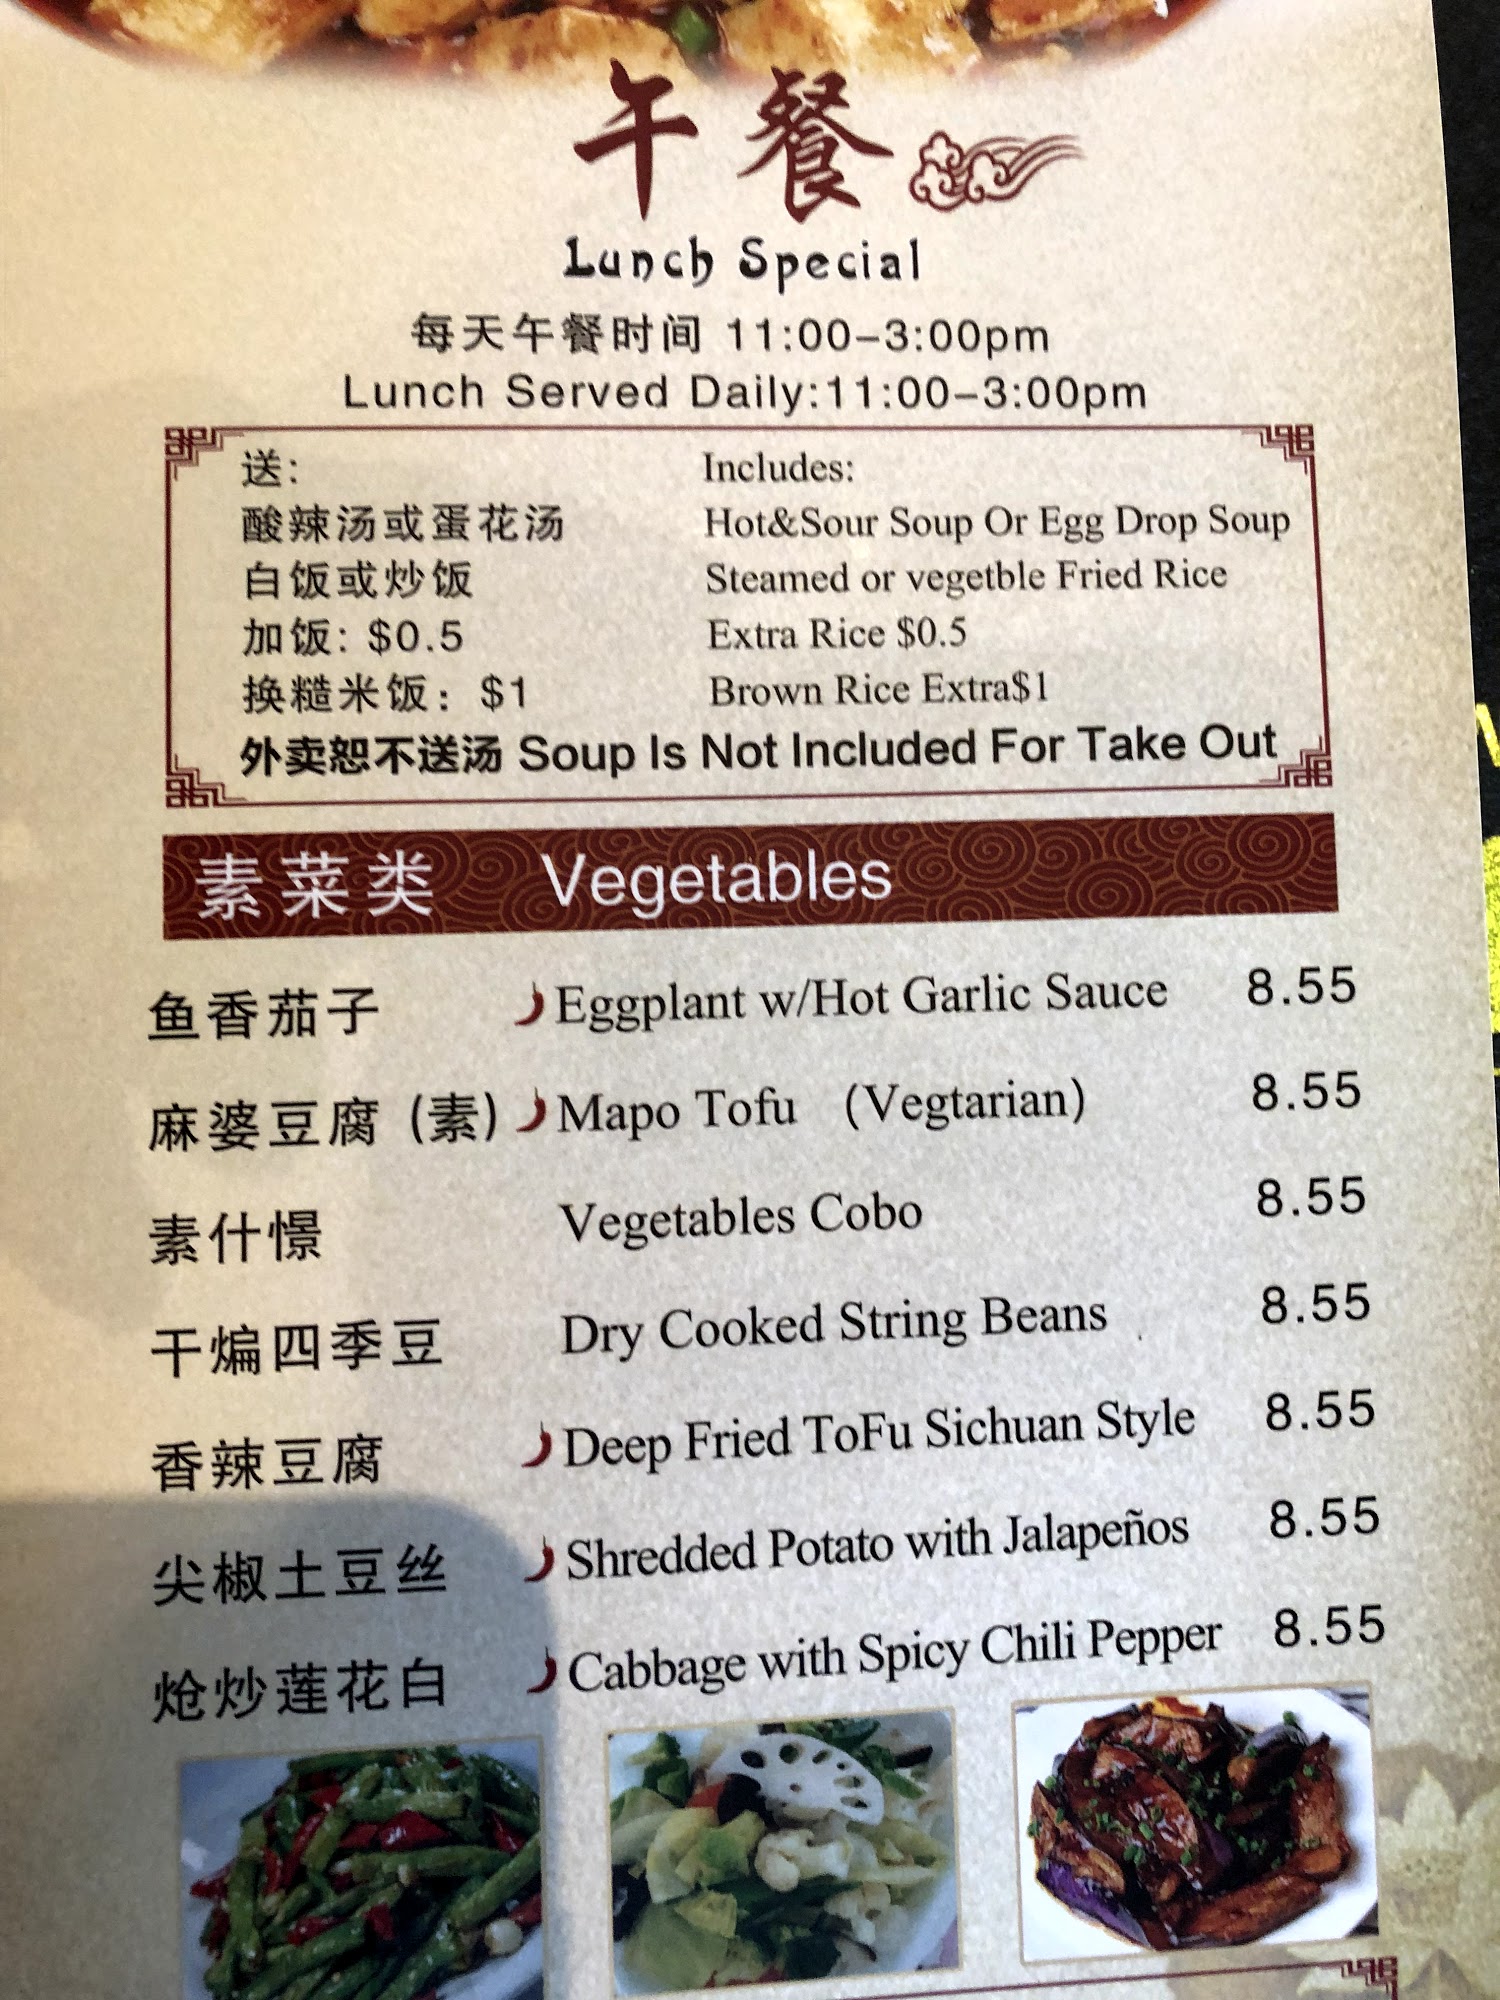 午餐
Lunch Special
每天午餐时间 11:00–3:00pm
Lunch Served Daily:11:00–3:00pm
送: Includes:
酸辣汤或蛋花汤 Hot&Sour Soup Or Egg Drop Soup
白饭或炒饭 Steamed or vegetble Fried Rice
加饭: $0.5 Extra Rice $0.5
换糙米饭: $1 Brown Rice Extra$1
外卖恕不送汤 Soup Is Not Included For Take Out
素菜类 Vegetables
鱼香茄子 Eggplant w/Hot Garlic Sauce 8.55
麻婆豆腐 (素) Mapo Tofu (Vegtarian) 8.55
素什憬 Vegetables Cobo 8.55
干煸四季豆 Dry Cooked String Beans 8.55
香辣豆腐 Deep Fried ToFu Sichuan Style 8.55
尖椒土豆丝 Shredded Potato with Jalapeños 8.55
炝炒莲花白 Cabbage with Spicy Chili Pepper 8.55